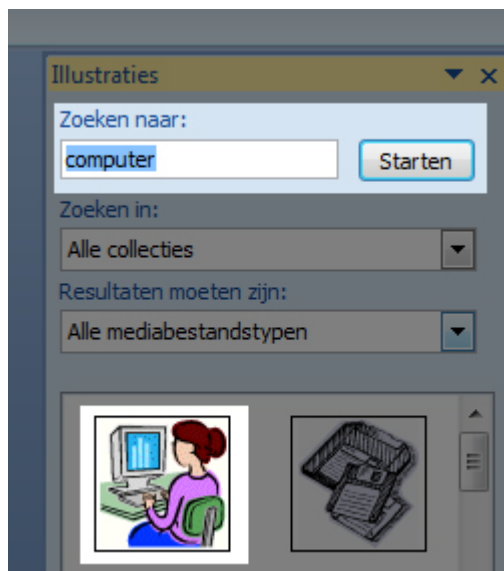 Illustraties
Zoeken naar:
computer
Starten
Zoeken in:
Alle collecties
Resultaten moeten zijn:
Alle mediabestandstypen